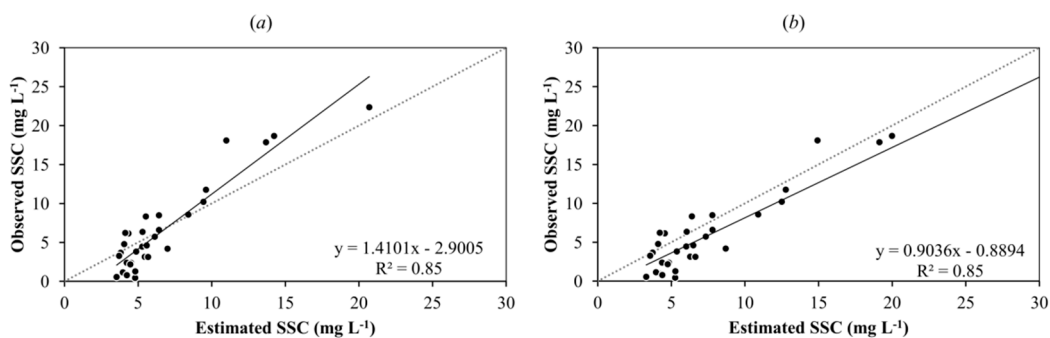 (a)
30
25
20
15
10
5
0
Observed SSC (mg L-1)
y = 1.4101x - 2.9005
R² = 0.85
0 5 10 15 20 25 30
Estimated SSC (mg L-1)
(b)
30
25
20
15
10
5
0
Observed SSC (mg L-1)
y = 0.9036x - 0.8894
R² = 0.85
0 5 10 15 20 25 30
Estimated SSC (mg L-1)